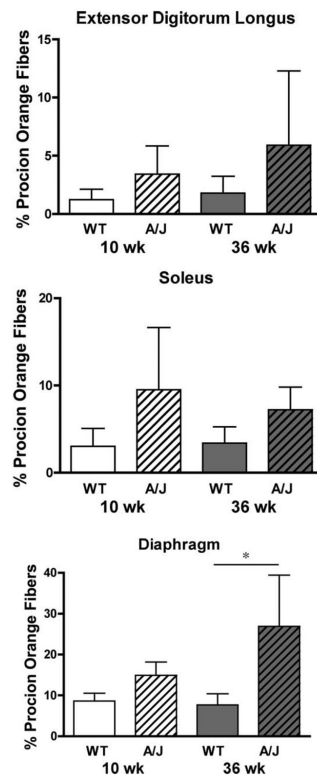 Extensor Digitorum Longus
% Procion Orange Fibers
15
10
5
0
WT A/J WT A/J
10 wk 36 wk
Soleus
% Procion Orange Fibers
20
10
0
WT A/J WT A/J
10 wk 36 wk
Diaphragm
% Procion Orange Fibers
40
30
20
10
0
*
WT A/J WT A/J
10 wk 36 wk